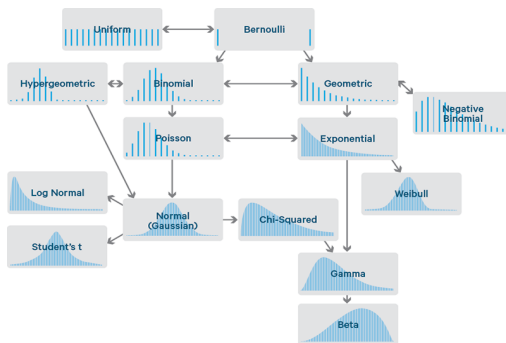 Uniform
Bernoulli
Hypergeometric
Binomial
Geometric
Negative
Binomial
Poisson
Exponential
Log Normal
Weibull
Normal
(Gaussian)
Chi-Squared
Student's t
Gamma
Beta